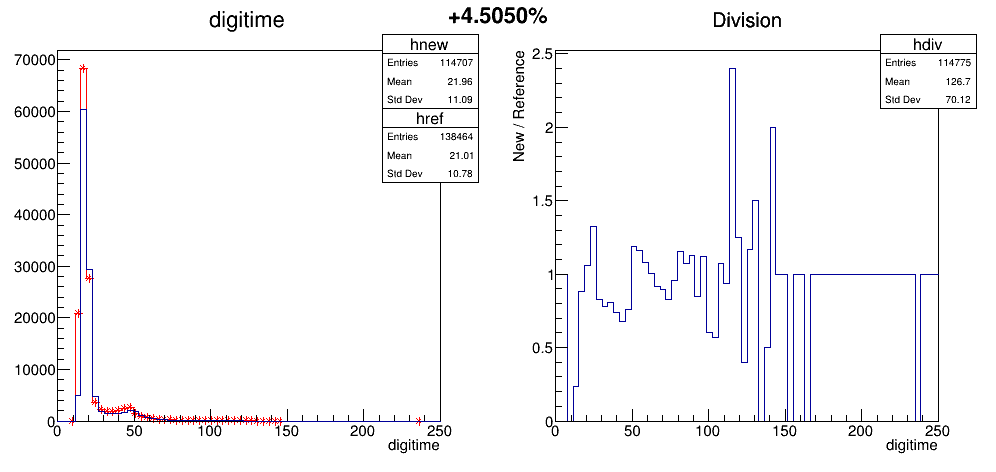 +4.5050%
digitime
hnew
Entries 114707
Mean 21.96
Std Dev 11.09
href
Entries 138464
Mean 21.01
Std Dev 10.78
70000
60000
50000
40000
30000
20000
10000
0
0 50 100 150 200 250
digitime
Division
hdiv
Entries 114775
Mean 126.7
Std Dev 70.12
New / Reference
2.5
2
1.5
1
0.5
0
0 50 100 150 200 250
digitime